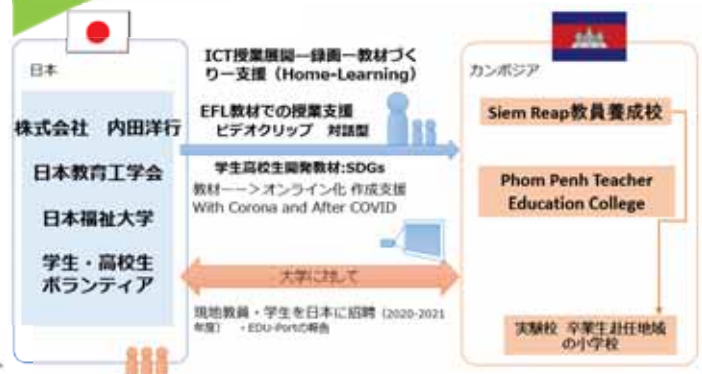 日本
株式会社 内田洋行
日本教育工学会
日本福祉大学
学生・高校生
ボランティア
ICT授業展開―録画―教材づく
り―支援（Home-Learning）
EFL教材での授業支援
ビデオクリップ 対話型
学生高校生開発教材:SDGs
教材――＞オンライン化 作成支援
With Corona and After COVID
大学に対して
現地教員・学生を日本に招聘（2020-2021
年度） ・EDU-Portの報告
カンボジア
Siem Reap教員養成校
Phom Penh Teacher
Education College
実験校 卒業生赴任地域
の小学校